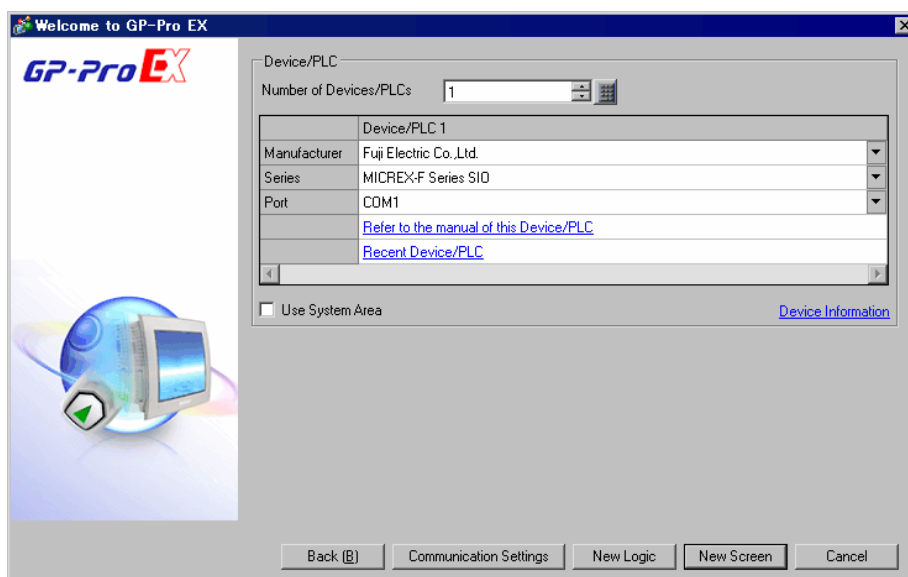 Welcome to GP-Pro EX
GP-Pro EX
Device/PLC
Number of Devices/PLCs 1
Device/PLC 1
Manufacturer Fuji Electric Co.,Ltd.
Series MICREX-F Series SIO
Port COM1
Refer to the manual of this Device/PLC
Recent Device/PLC
Use System Area Device Information
Back (B) Communication Settings New Logic New Screen Cancel